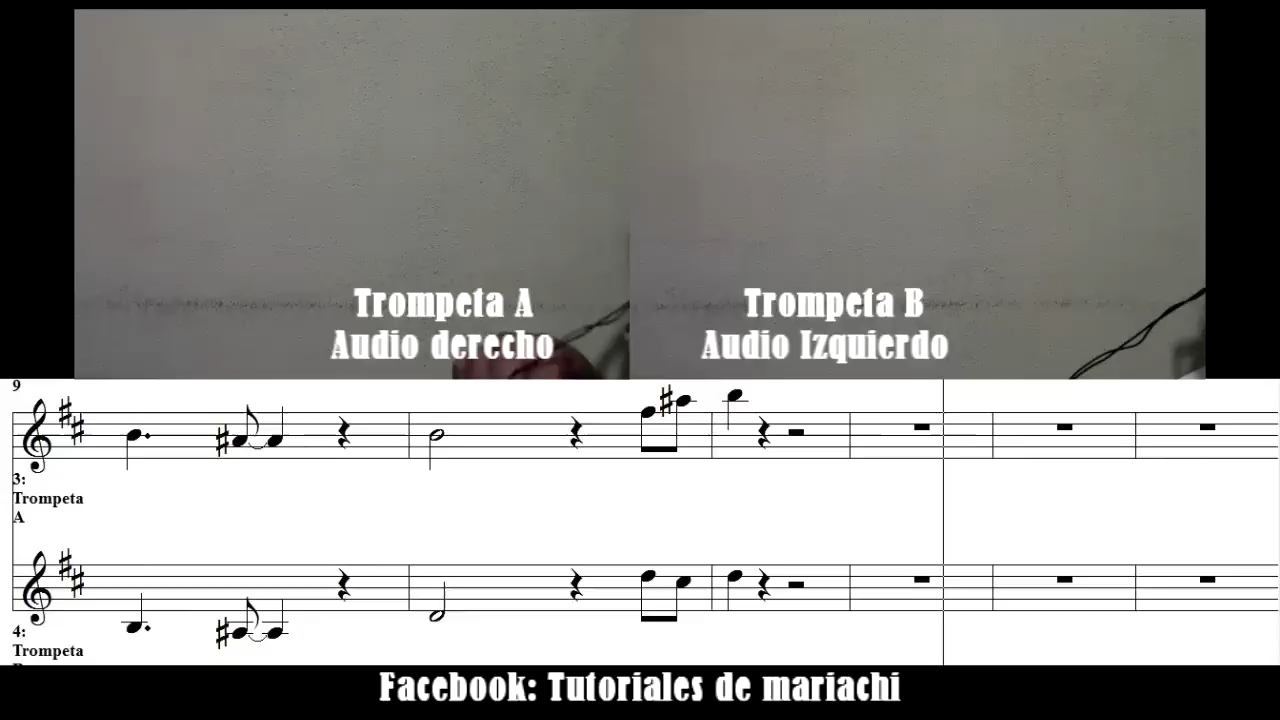 Trompeta A
Audio derecho
Trompeta B
Audio Izquierdo
9
3:
Trompeta
A
4:
Trompeta
Facebook: Tutoriales de mariachi